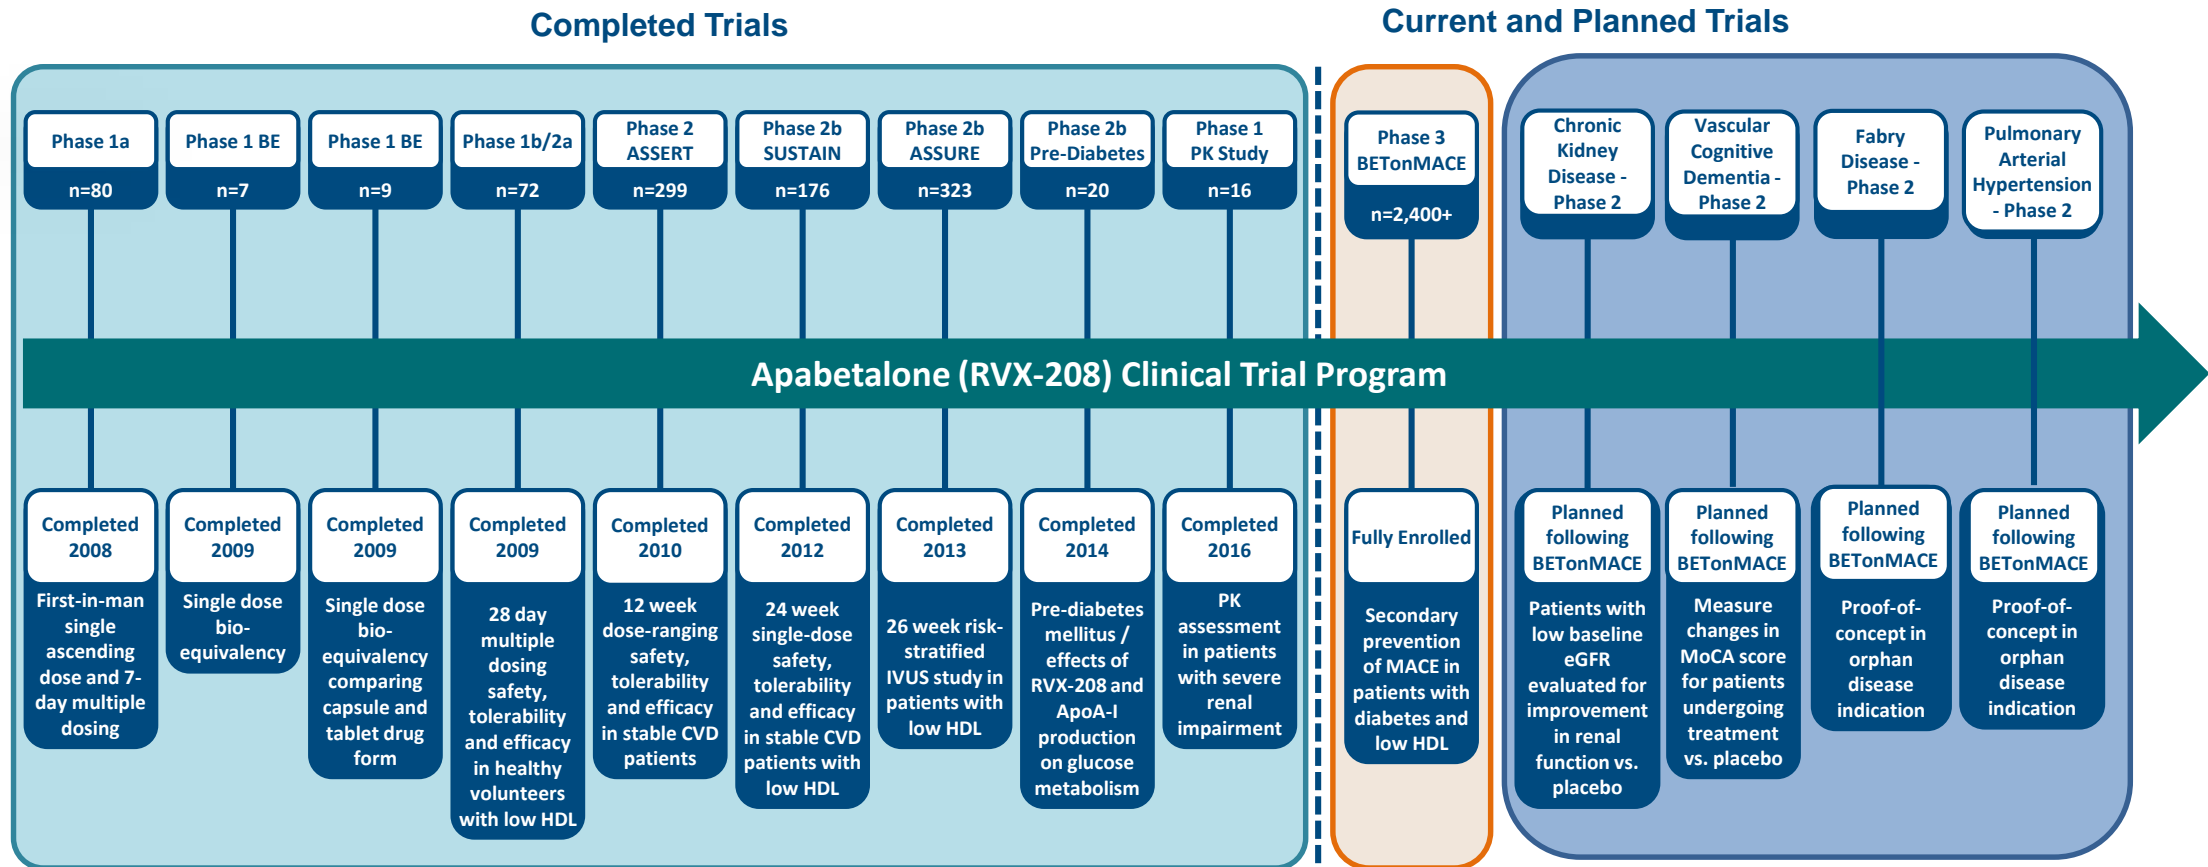 Completed Trials
Current and Planned Trials
Phase 1a
n=80
Phase 1 BE
n=7
Phase 1 BE
n=9
Phase 1b/2a
n=72
Phase 2
ASSERT
n=299
Phase 2b
SUSTAIN
n=176
Phase 2b
ASSURE
n=323
Phase 2b
Pre-Diabetes
n=20
Phase 1
PK Study
n=16
Phase 3
BETonMACE
n=2,400+
Chronic
Kidney
Disease -
Phase 2
Vascular
Cognitive
Dementia -
Phase 2
Fabry
Disease -
Phase 2
Pulmonary
Arterial
Hypertension
- Phase 2
Apabetalone (RVX-208) Clinical Trial Program
Completed
2008
First-in-man
single
ascending
dose and 7-
day multiple
dosing
Completed
2009
Single dose
bio-
equivalency
Completed
2009
Single dose
bio-
equivalency
comparing
capsule and
tablet drug
form
Completed
2009
28 day
multiple
dosing
safety,
tolerability
and efficacy
in healthy
volunteers
with low HDL
Completed
2010
12 week
dose-ranging
safety,
tolerability
and efficacy
in stable CVD
patients
Completed
2012
24 week
single-dose
safety,
tolerability
and efficacy
in stable CVD
patients with
low HDL
Completed
2013
26 week risk-
stratified
IVUS study in
patients with
low HDL
Completed
2014
Pre-diabetes
mellitus /
effects of
RVX-208 and
ApoA-I
production
on glucose
metabolism
Completed
2016
PK
assessment
in patients
with severe
renal
impairment
Fully Enrolled
Secondary
prevention
of MACE in
patients with
diabetes and
low HDL
Planned
following
BETonMACE
Patients with
low baseline
eGFR
evaluated for
improvement
in renal
function vs.
placebo
Planned
following
BETonMACE
Measure
changes in
MoCA score
for patients
undergoing
treatment
vs. placebo
Planned
following
BETonMACE
Proof-of-
concept in
orphan
disease
indication
Planned
following
BETonMACE
Proof-of-
concept in
orphan
disease
indication